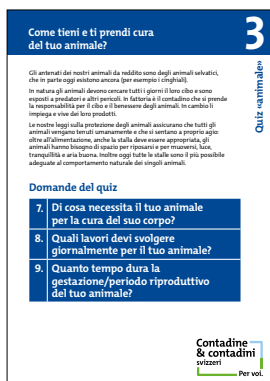 Come tieni e ti prendi cura
del tuo animale?
3
Quiz «animale»
Gli antenati dei nostri animali da reddito sono degli animali selvatici,
che in parte oggi esistono ancora (per esempio i cinghiali).
In natura gli animali devono cercare tutti i giorni il loro cibo e sono
esposti a predatori e altri pericoli. In fattoria è il contadino che si prende
la responsabilità per il cibo e il benessere degli animali. In cambio li
impiega e vive dei loro prodotti.
Le nostre leggi sulla protezione degli animali assicurano che tutti gli
animali vengano tenuti umanamente e che si sentano a proprio agio:
oltre all'alimentazione, anche la stalla deve essere appropriata, gli
animali hanno bisogno di spazio per riposarsi e per muoversi, luce,
tranquillità e aria buona. Inoltre oggi tutte le stalle sono il più possibile
adeguate al comportamento naturale dei singoli animali.
Domande del quiz
7. Di cosa necessita il tuo animale
per la cura del suo corpo?
8. Quali lavori devi svolgere
giornalmente per il tuo animale?
9. Quanto tempo dura la
gestazione/periodo riproduttivo
del tuo animale?
Contadine
& contadini
svizzeri
Per voi.